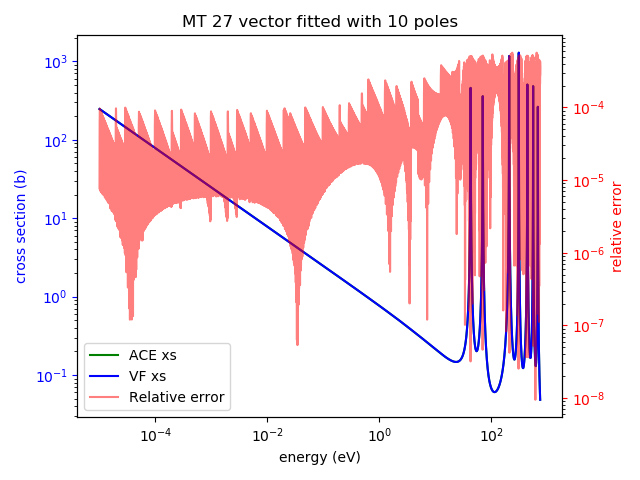 MT 27 vector fitted with 10 poles
cross section (b)
10³
10²
10¹
10⁰
10⁻¹
10⁻⁴
10⁻⁵
10⁻⁶
10⁻⁷
10⁻⁸
relative error
ACE xs
VF xs
Relative error
10⁻⁴
10⁻²
10⁰
10²
energy (eV)